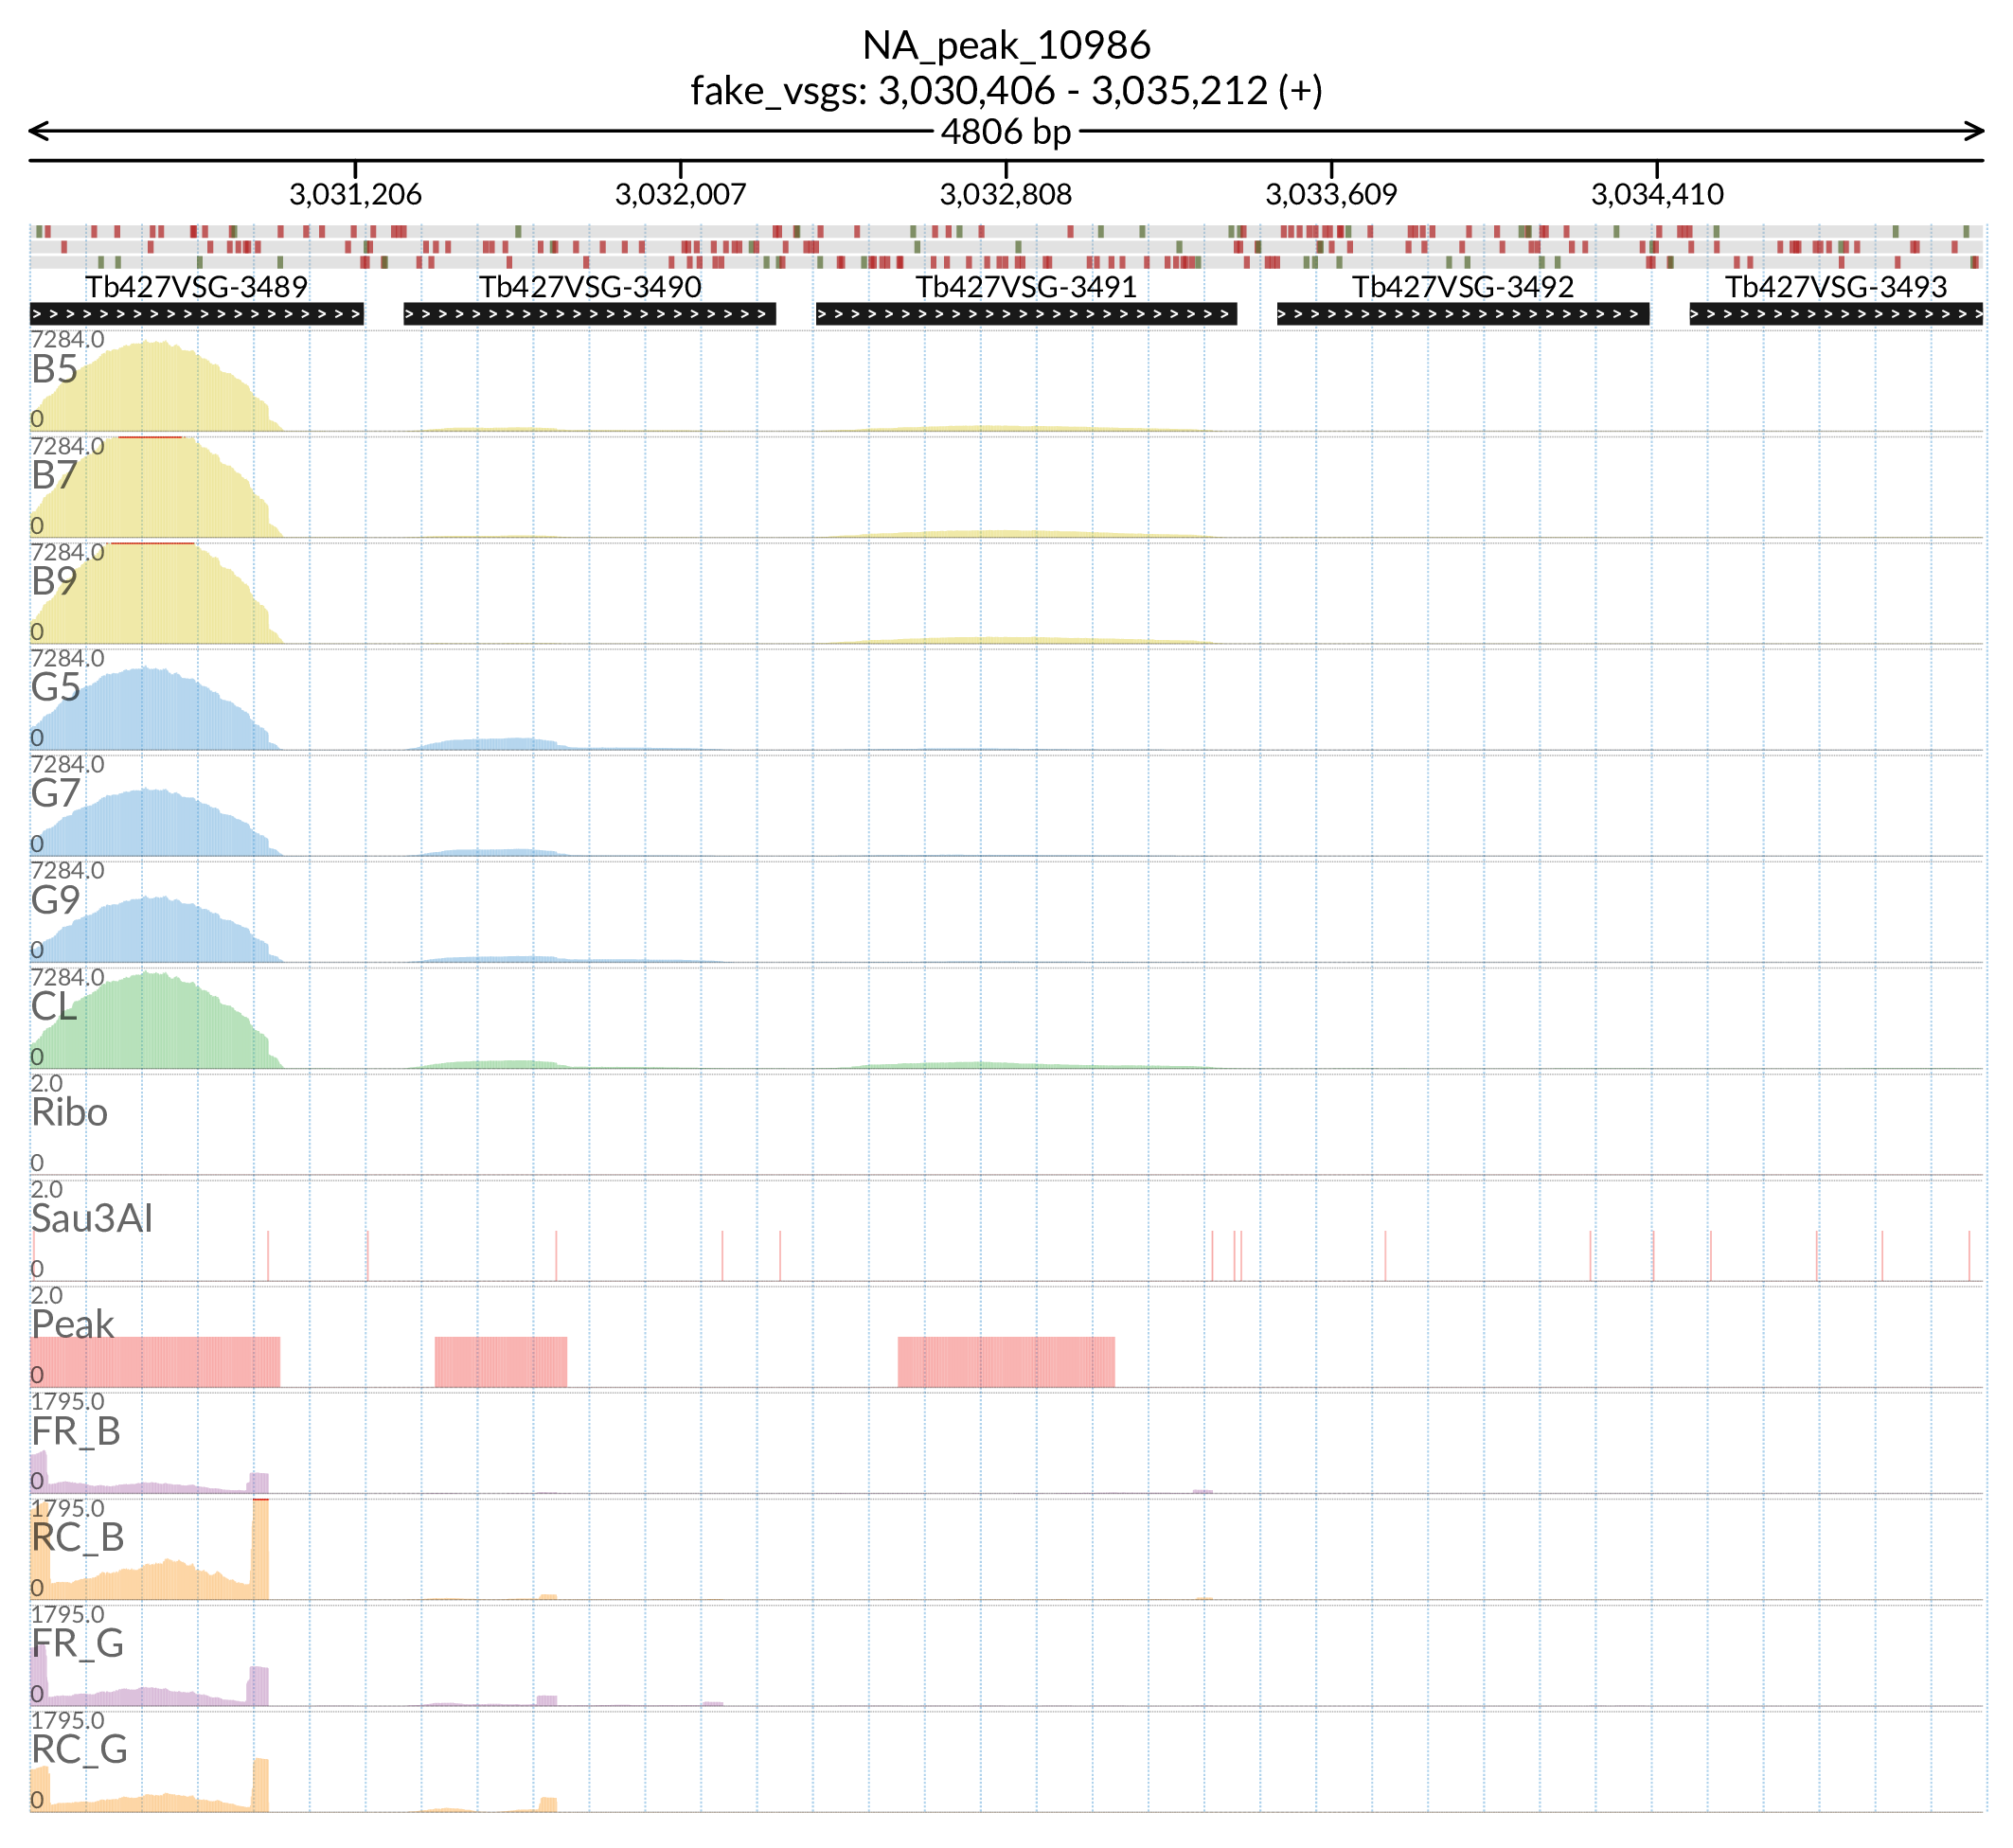 NA_peak_10986
fake_vsgs: 3,030,406 - 3,035,212 (+)
4806 bp
3,031,206 3,032,007 3,032,808 3,033,609 3,034,410
Tb427VSG-3489 Tb427VSG-3490 Tb427VSG-3491 Tb427VSG-3492 Tb427VSG-3493
7284.0
B5
0
7284.0
B7
0
7284.0
B9
0
7284.0
G5
0
7284.0
G7
0
7284.0
G9
0
7284.0
CL
0
2.0
Ribo
0
2.0
Sau3AI
0
2.0
Peak
0
1795.0
FR_B
0
1795.0
RC_B
0
1795.0
FR_G
0
1795.0
RC_G
0